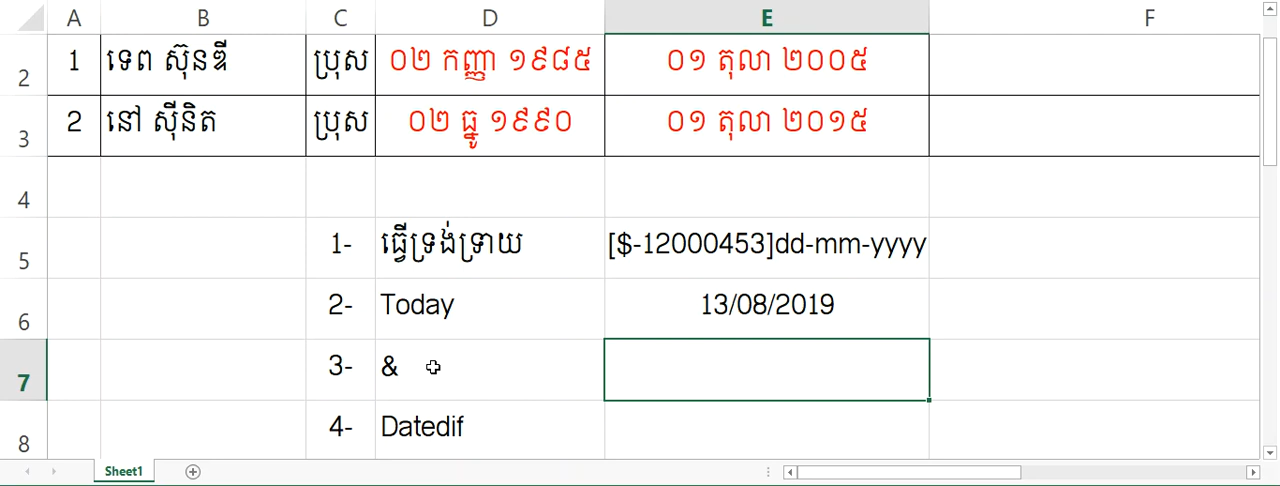 A B C D E F
2 1 ទេព ស៊ុនឌី ប្រុស ០២ កញ្ញា ១៩៨៥ ០១ តុលា ២០០៥
3 2 នៅ ស៊ីនិត ប្រុស ០២ ធ្នូ ១៩៩០ ០១ តុលា ២០១៥
4
5 1- ធ្វើទ្រង់ទ្រាយ [$-12000453]dd-mm-yyyy
6 2- Today 13/08/2019
7 3- &
8 4- Datedif
Sheet1